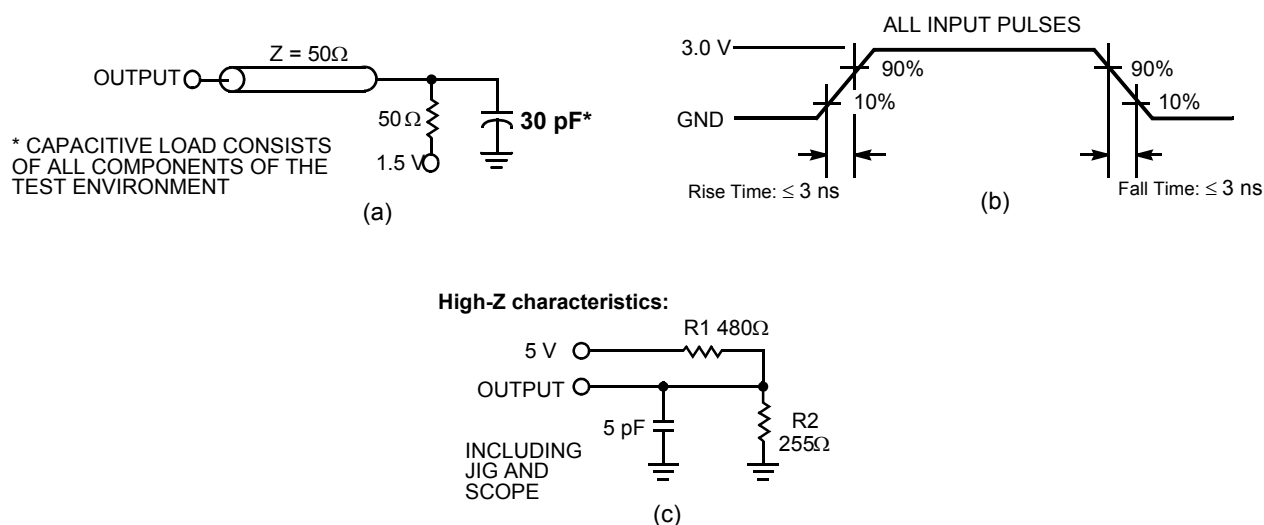 Z = 50Ω
OUTPUT
50Ω
30 pF*
1.5 V
* CAPACITIVE LOAD CONSISTS
OF ALL COMPONENTS OF THE
TEST ENVIRONMENT
(a)
ALL INPUT PULSES
3.0 V
90%
90%
10%
10%
GND
Rise Time: ≤ 3 ns
Fall Time: ≤ 3 ns
(b)
High-Z characteristics:
R1 480Ω
5 V
OUTPUT
5 pF
R2
255Ω
INCLUDING
JIG AND
SCOPE
(c)